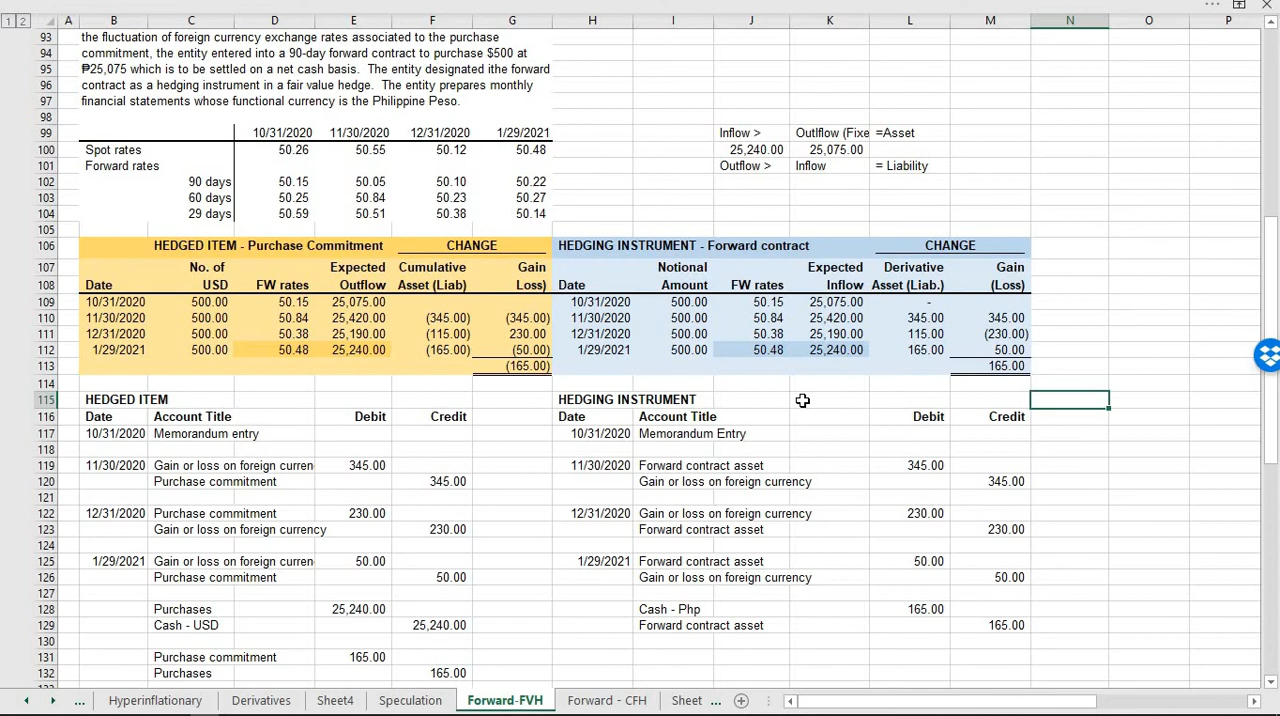 1 2 A B C D E F G H I J K L M N O P
93 the fluctuation of foreign currency exchange rates associated to the purchase
94 commitment, the entity entered into a 90-day forward contract to purchase $500 at
95 ₱25,075 which is to be settled on a net cash basis. The entity designated ithe forward
96 contract as a hedging instrument in a fair value hedge. The entity prepares monthly
97 financial statements whose functional currency is the Philippine Peso.
98
99 10/31/2020 11/30/2020 12/31/2020 1/29/2021 Inflow > Outlflow (Fixe =Asset
100 Spot rates 50.26 50.55 50.12 50.48 25,240.00 25,075.00
101 Forward rates Outflow > Inflow = Liability
102 90 days 50.15 50.05 50.10 50.22
103 60 days 50.25 50.84 50.23 50.27
104 29 days 50.59 50.51 50.38 50.14
105
106 HEDGED ITEM - Purchase Commitment CHANGE HEDGING INSTRUMENT - Forward contract CHANGE
107 No. of Expected Cumulative Gain Notional Expected Derivative Gain
108 Date USD FW rates Outflow Asset (Liab) Loss) Date Amount FW rates Inflow Asset (Liab.) (Loss)
109 10/31/2020 500.00 50.15 25,075.00 10/31/2020 500.00 50.15 25,075.00 -
110 11/30/2020 500.00 50.84 25,420.00 (345.00) (345.00) 11/30/2020 500.00 50.84 25,420.00 345.00 345.00
111 12/31/2020 500.00 50.38 25,190.00 (115.00) 230.00 12/31/2020 500.00 50.38 25,190.00 115.00 (230.00)
112 1/29/2021 500.00 50.48 25,240.00 (165.00) (50.00) 1/29/2021 500.00 50.48 25,240.00 165.00 50.00
113 (165.00) 165.00
114
115 HEDGED ITEM HEDGING INSTRUMENT
116 Date Account Title Debit Credit Date Account Title Debit Credit
117 10/31/2020 Memorandum entry 10/31/2020 Memorandum Entry
118
119 11/30/2020 Gain or loss on foreign curren 345.00 11/30/2020 Forward contract asset 345.00
120 Purchase commitment 345.00 Gain or loss on foreign currency 345.00
121
122 12/31/2020 Purchase commitment 230.00 12/31/2020 Gain or loss on foreign currency 230.00
123 Gain or loss on foreign currency 230.00 Forward contract asset 230.00
124
125 1/29/2021 Gain or loss on foreign curren 50.00 1/29/2021 Forward contract asset 50.00
126 Purchase commitment 50.00 Gain or loss on foreign currency 50.00
127
128 Purchases 25,240.00 Cash - Php 165.00
129 Cash - USD 25,240.00 Forward contract asset 165.00
130
131 Purchase commitment 165.00
132 Purchases 165.00
... Hyperinflationary Derivatives Sheet4 Speculation Forward-FVH Forward - CFH Sheet ...